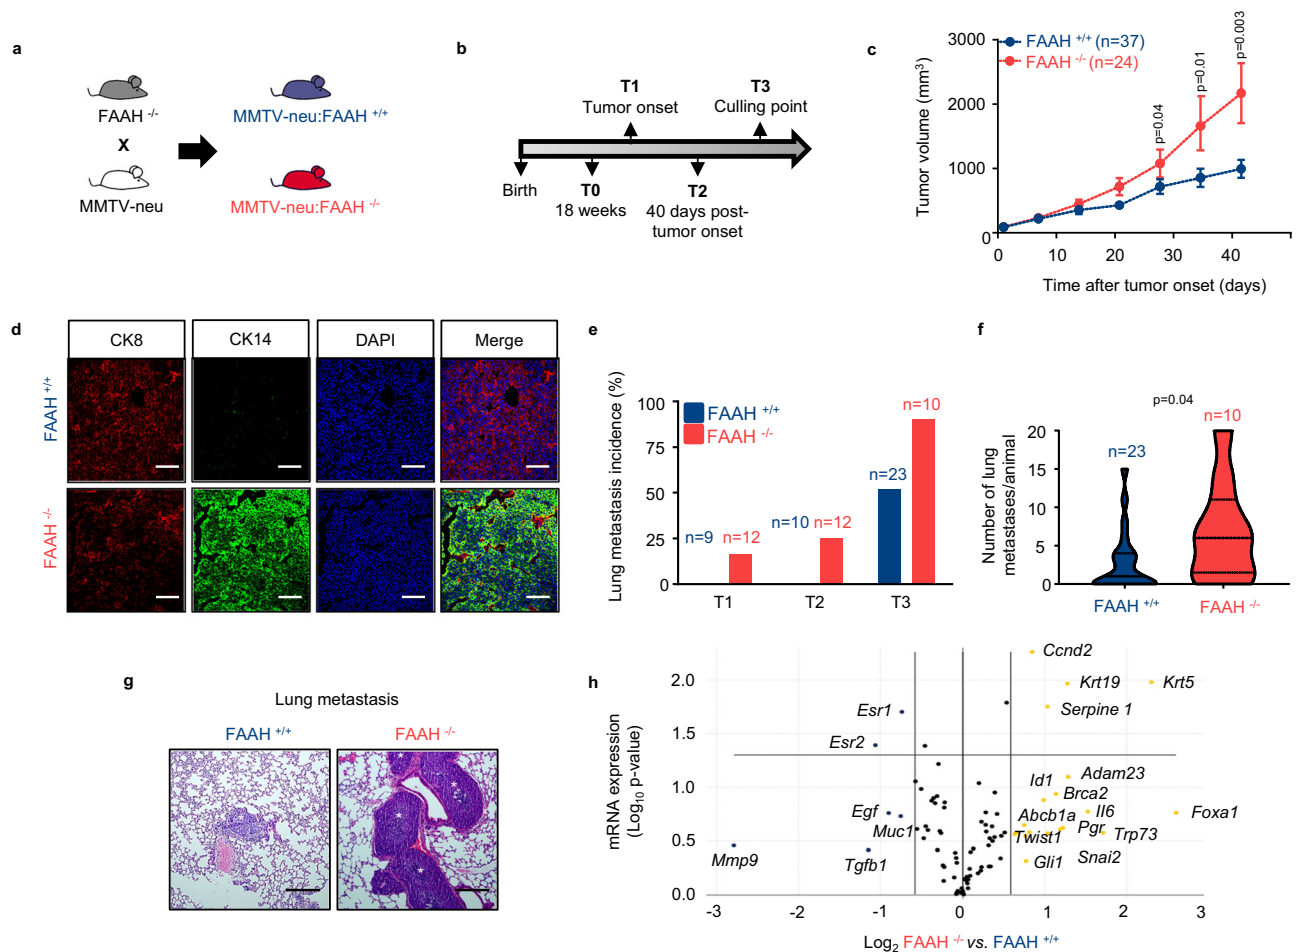 a
FAAH -/-
X
MMTV-neu
MMTV-neu:FAAH +/+
MMTV-neu:FAAH -/-
b
T1
Tumor onset
T3
Culling point
Birth
T0
18 weeks
T2
40 days post-
tumor onset
c
FAAH +/+ (n=37)
FAAH -/- (n=24)
p=0.04
p=0.01
p=0.003
Tumor volume (mm3)
3000
2000
1000
0
0
10
20
30
40
Time after tumor onset (days)
d
CK8
CK14
DAPI
Merge
FAAH +/+
FAAH -/-
e
Lung metastasis incidence (%)
100
75
50
25
0
FAAH +/+
FAAH -/-
n=9
n=12
n=10
n=12
n=23
n=10
T1
T2
T3
f
p=0.04
n=23
n=10
Number of lung
metastases/animal
20
15
10
5
0
FAAH +/+
FAAH -/-
g
Lung metastasis
FAAH +/+
FAAH -/-
h
mRNA expression
(Log10 p-value)
2.0
1.5
1.0
0.5
0.0
Ccnd2
Krt19
Krt5
Serpine 1
Esr1
Esr2
Id1
Adam23
Brca2
Egf
Abcb1a
Il6
Foxa1
Muc1
Twist1
Pgr
Trp73
Mmp9
Tgfb1
Gli1
Snai2
-3
-2
-1
0
1
2
3
Log2 FAAH -/- vs. FAAH +/+